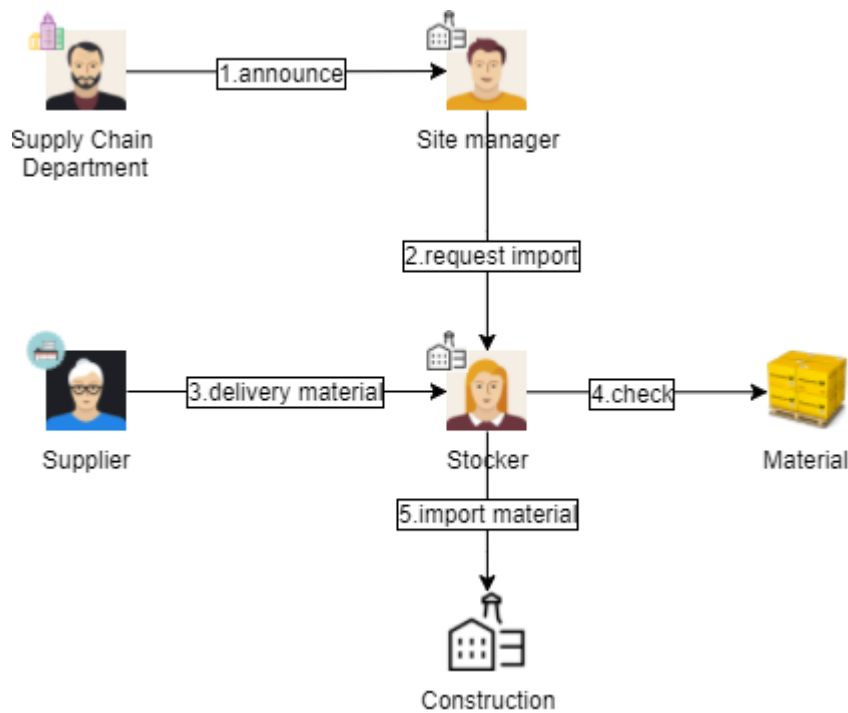 1.announce
Supply Chain
Department
Site manager
2.request import
3.delivery material
4.check
Supplier
Stocker
Material
5.import material
Construction